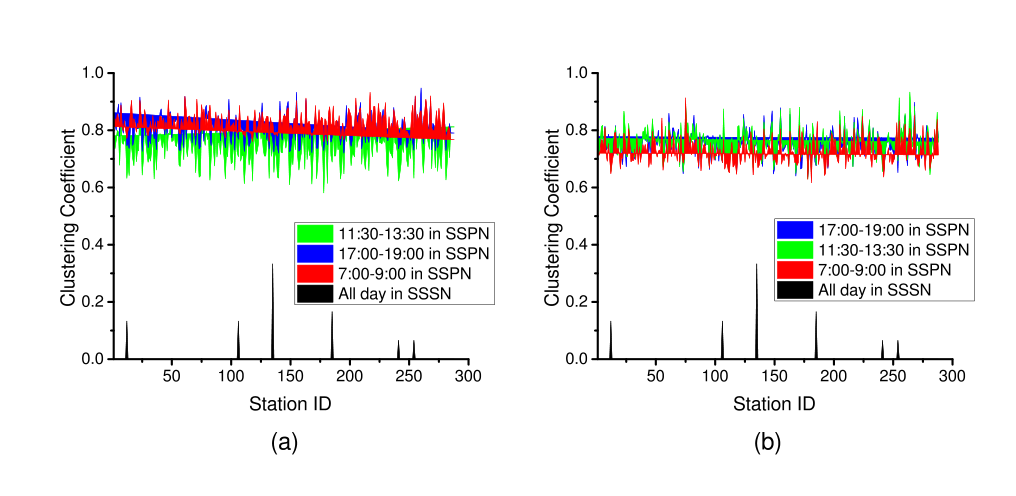 1.0
0.8
0.6
0.4
0.2
0.0
Clustering Coefficient
11:30-13:30 in SSPN
17:00-19:00 in SSPN
7:00-9:00 in SSPN
All day in SSSN
50 100 150 200 250 300
Station ID
(a)
1.0
0.8
0.6
0.4
0.2
0.0
Clustering Coefficient
17:00-19:00 in SSPN
11:30-13:30 in SSPN
7:00-9:00 in SSPN
All day in SSSN
50 100 150 200 250 300
Station ID
(b)